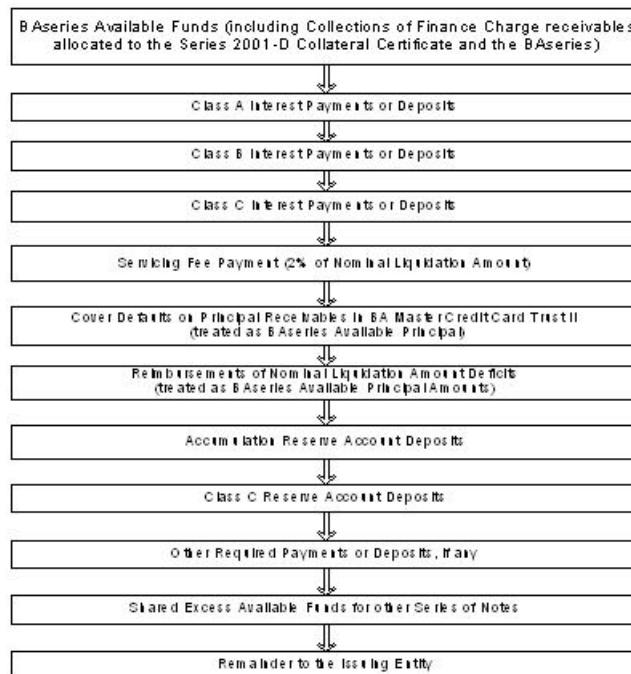 BAseries Available Funds (including Collections of Finance Charge receivables
allocated to the Series 2001-D Collateral Certificate and the BAseries)
Class A Interest Payments or Deposits
Class B Interest Payments or Deposits
Class C Interest Payments or Deposits
Servicing Fee Payment (2% of Nominal Liquidation Amount)
Cover Defaults on Principal Receivables in BA Master Credit Card Trust II
(treated as BAseries Available Principal)
Reimbursements of Nominal Liquidation Amount Deficits
(treated as BAseries Available Principal Amounts)
Accumulation Reserve Account Deposits
Class C Reserve Account Deposits
Other Required Payments or Deposits, if any
Shared Excess Available Funds for other Series of Notes
Remainder to the Issuing Entity